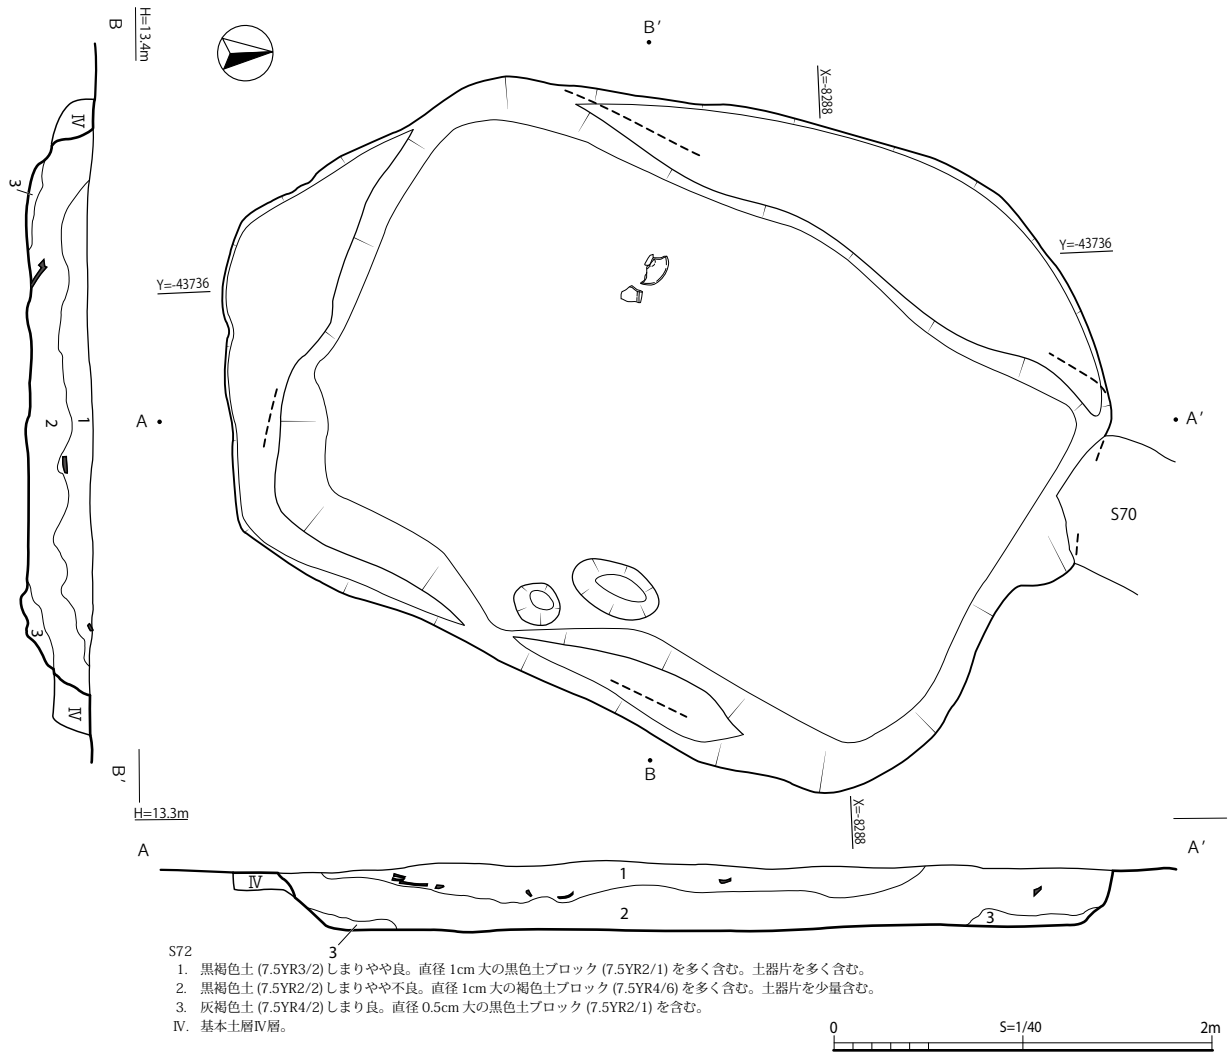 B
H=13.4m
B′
X=-8288
Ⅳ
3
Y=-43736
Y=-43736
A
A′
2
1
S70
3
Ⅳ
B
B′
H=13.3m
X=-8288
A
A′
Ⅳ
1
2
3
3
S72
1. 黒褐色土 (7.5YR3/2) しまりやや良。直径 1cm 大の黒色土ブロック (7.5YR2/1) を多く含む。土器片を多く含む。
2. 黒褐色土 (7.5YR2/2) しまりやや不良。直径 1cm 大の褐色土ブロック (7.5YR4/6) を多く含む。土器片を少量含む。
3. 灰褐色土 (7.5YR4/2) しまり良。直径 0.5cm 大の黒色土ブロック (7.5YR2/1) を含む。
Ⅳ. 基本土層Ⅳ層。
0 S=1/40 2m